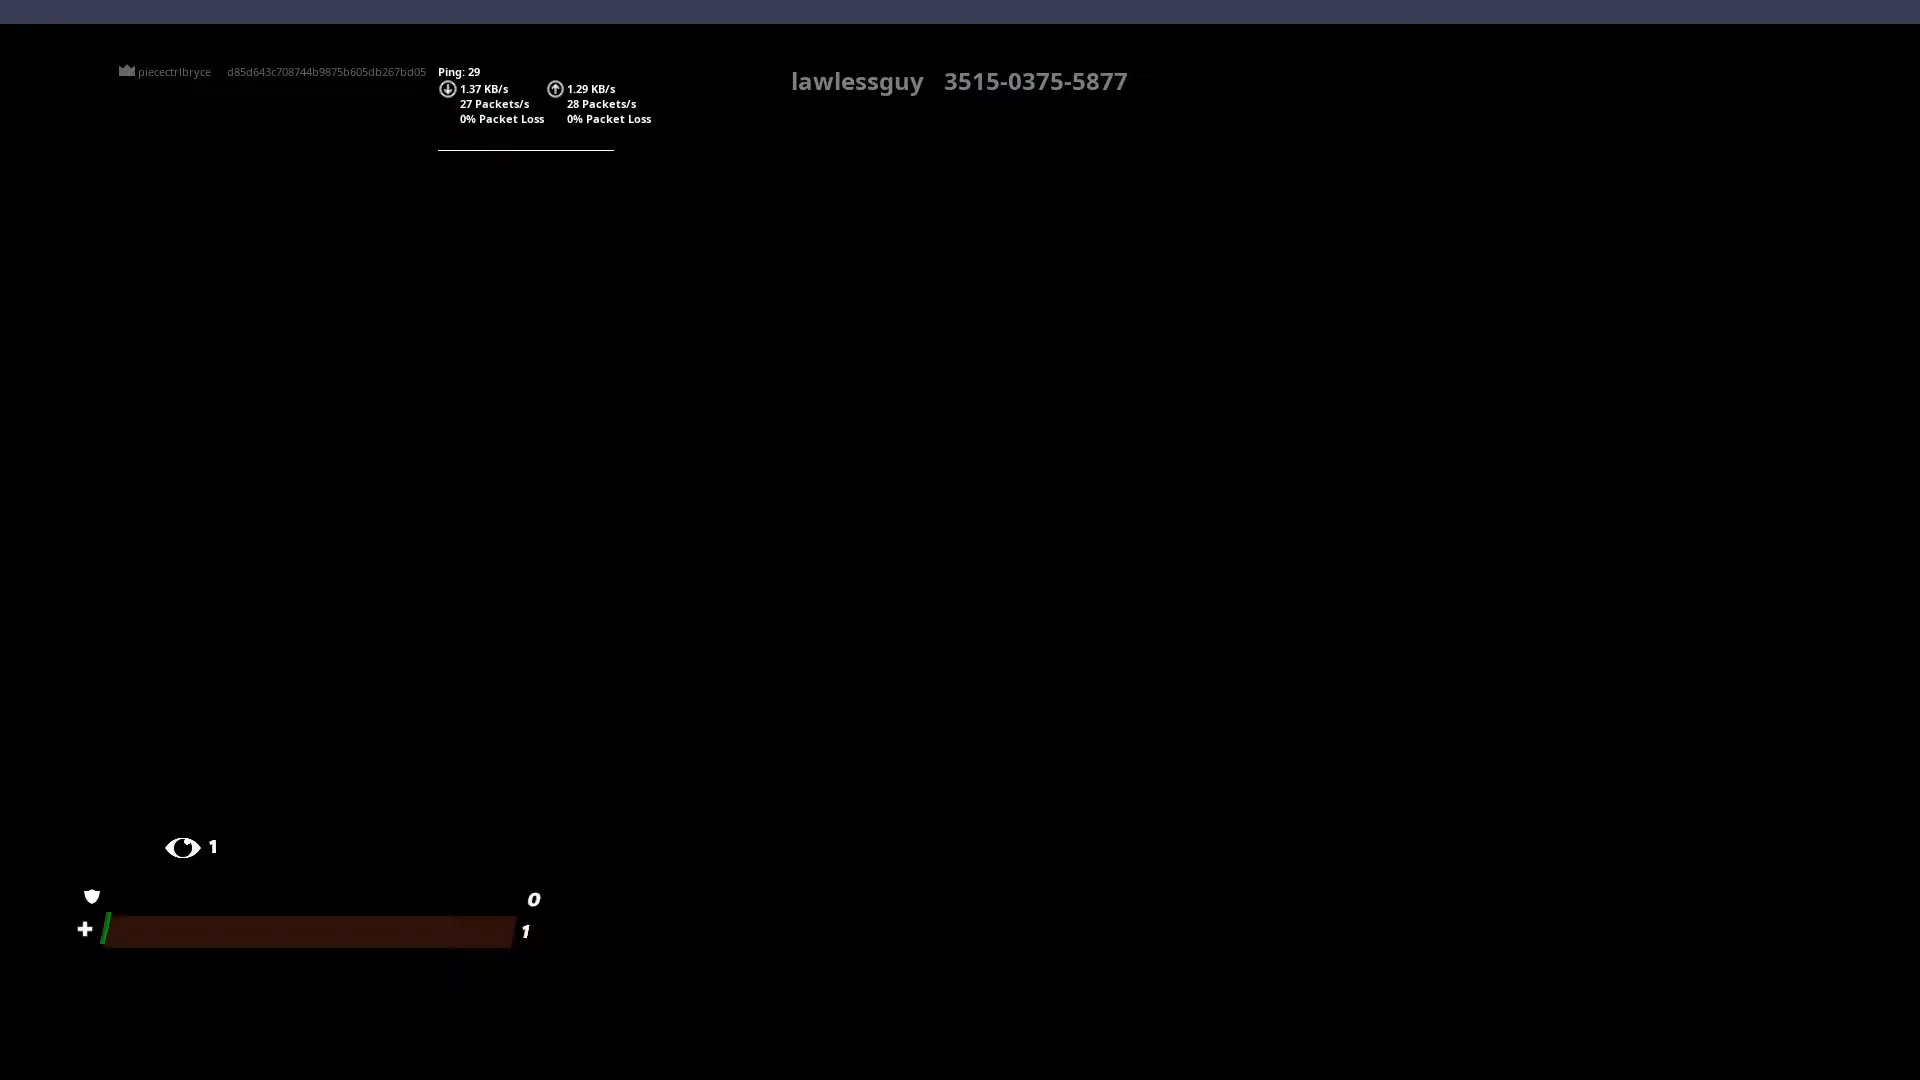 piecectrlbryce d85d643c708744b9875b605db267bd05 Ping: 29
1.37 KB/s 1.29 KB/s
27 Packets/s 28 Packets/s
0% Packet Loss 0% Packet Loss
lawlessguy 3515-0375-5877
1
0
1